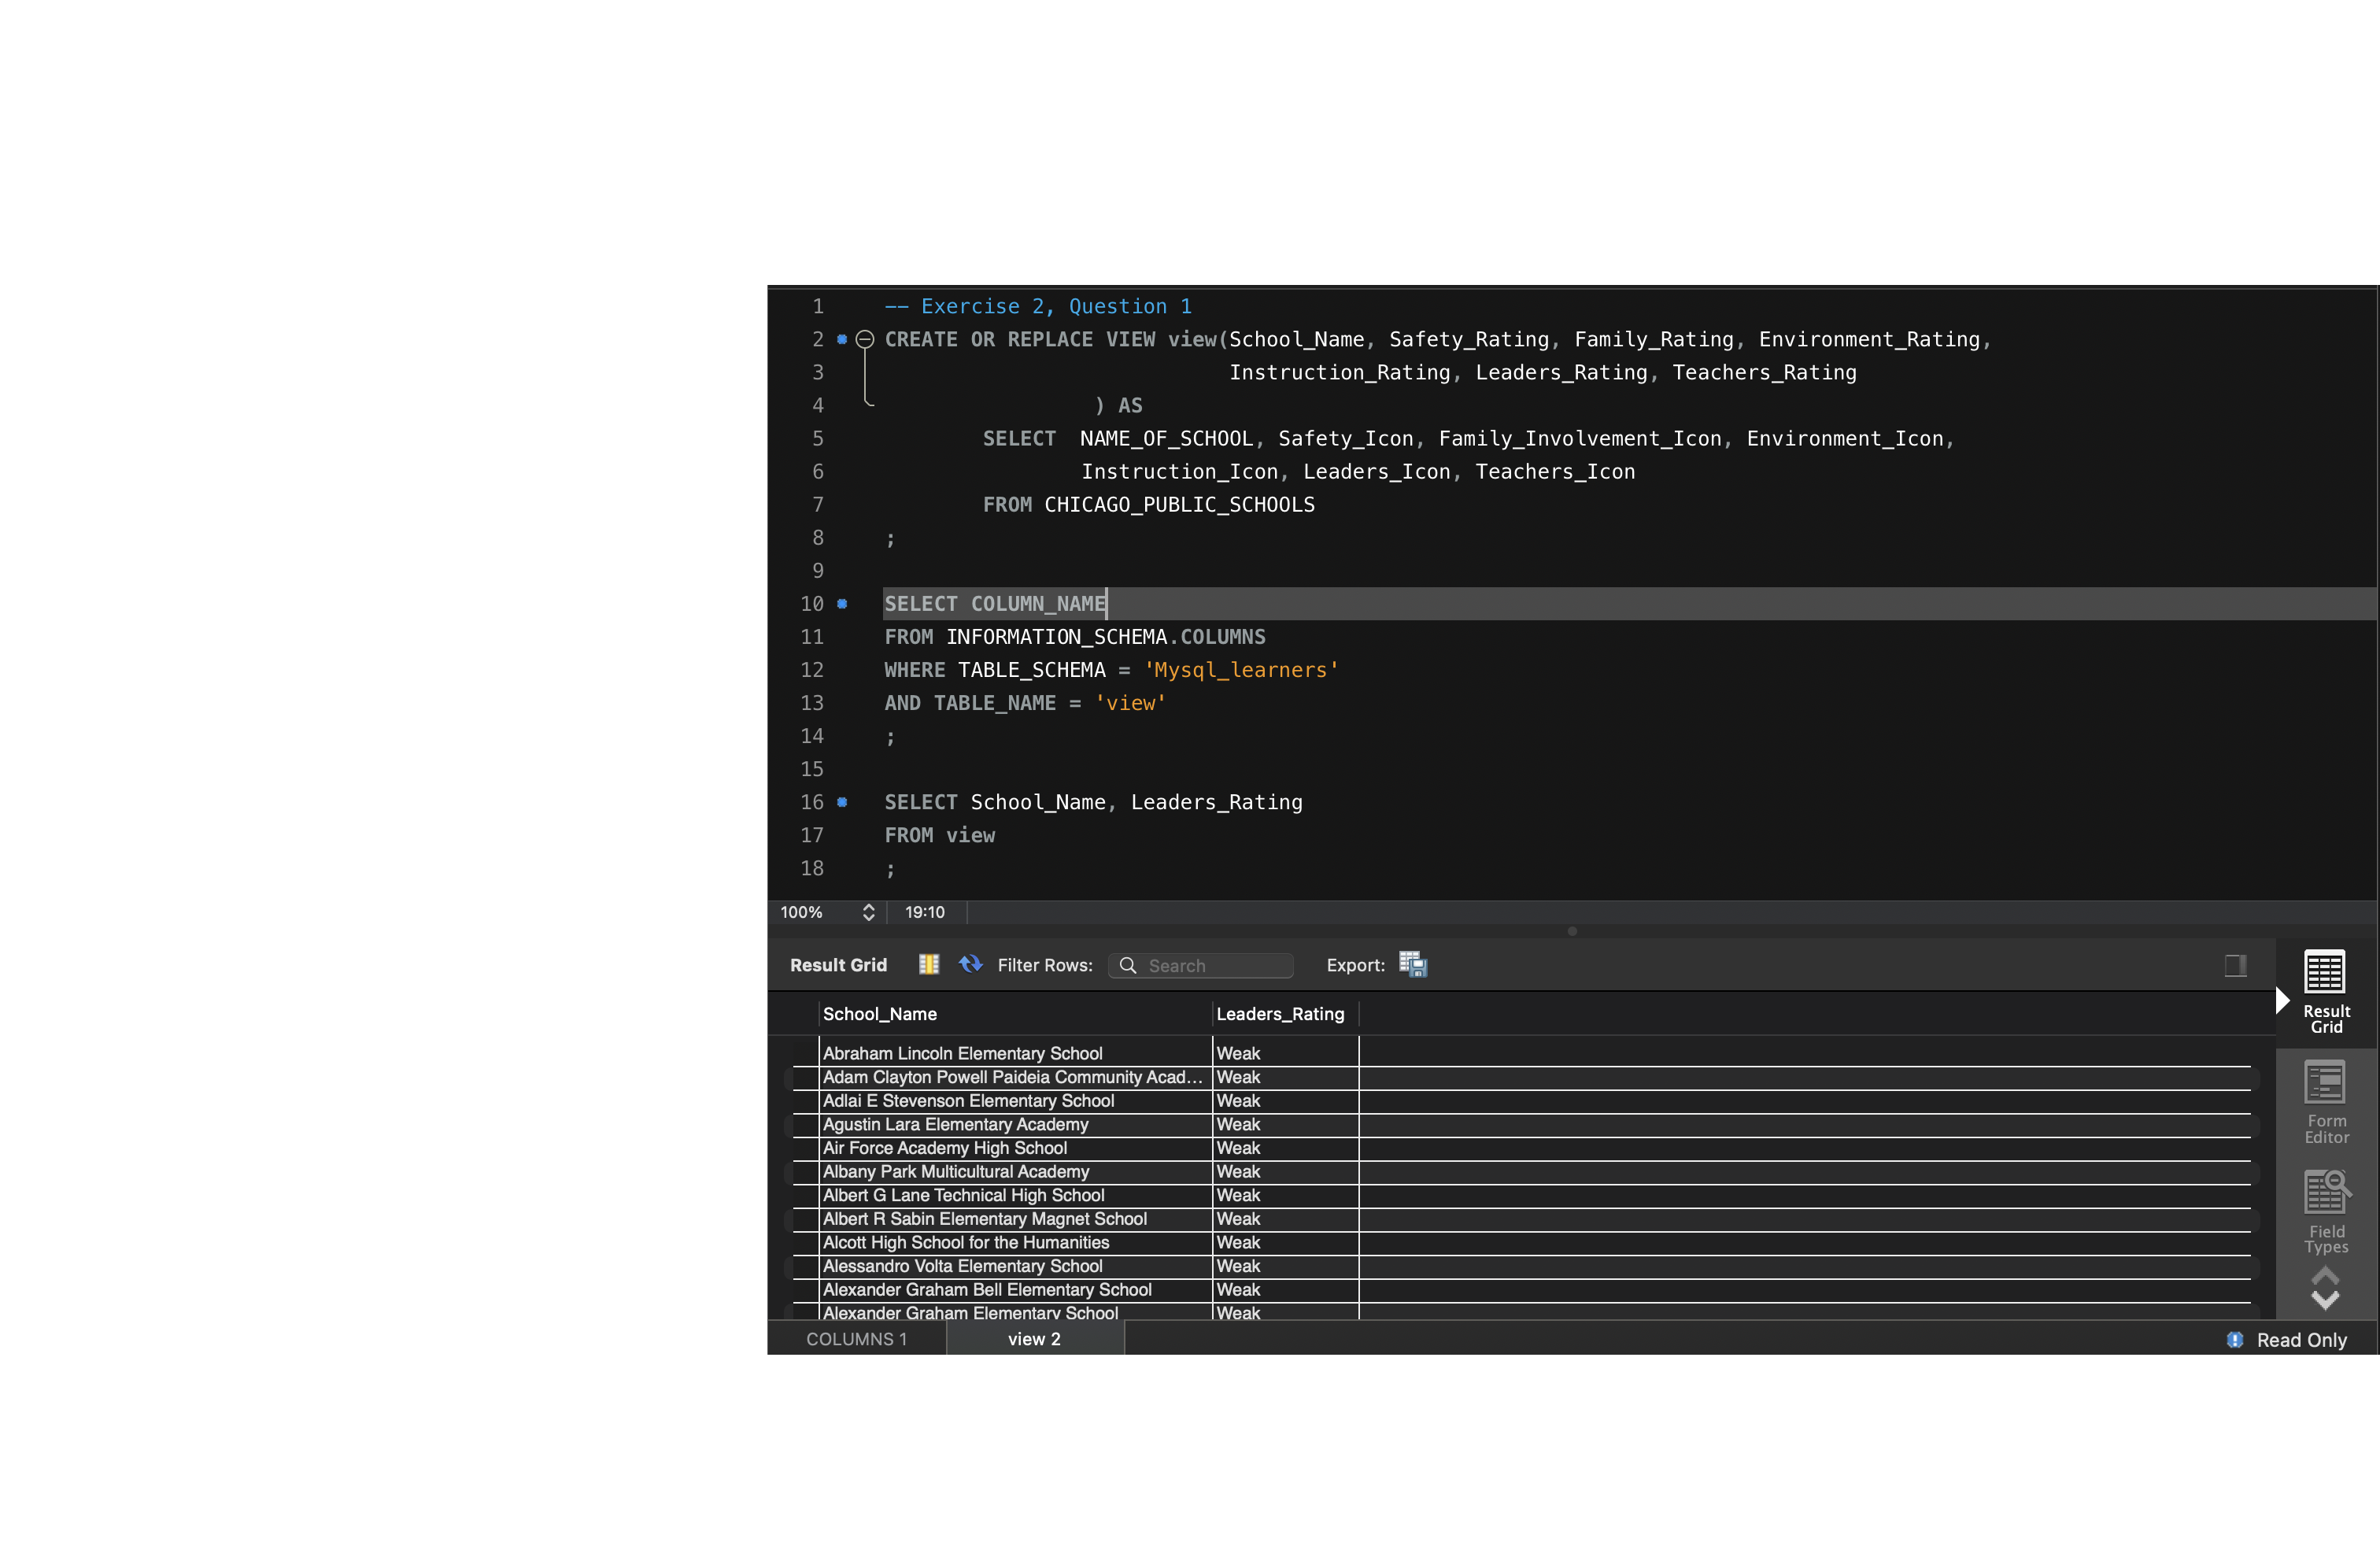 1 -- Exercise 2, Question 1
2 CREATE OR REPLACE VIEW view(School_Name, Safety_Rating, Family_Rating, Environment_Rating,
3 Instruction_Rating, Leaders_Rating, Teachers_Rating
4 ) AS
5 SELECT NAME_OF_SCHOOL, Safety_Icon, Family_Involvement_Icon, Environment_Icon,
6 Instruction_Icon, Leaders_Icon, Teachers_Icon
7 FROM CHICAGO_PUBLIC_SCHOOLS
8 ;
9
10 SELECT COLUMN_NAME
11 FROM INFORMATION_SCHEMA.COLUMNS
12 WHERE TABLE_SCHEMA = 'Mysql_learners'
13 AND TABLE_NAME = 'view'
14 ;
15
16 SELECT School_Name, Leaders_Rating
17 FROM view
18 ;
100% 19:10
Result Grid Filter Rows: Search Export:
School_Name Leaders_Rating
Abraham Lincoln Elementary School Weak
Adam Clayton Powell Paideia Community Acad... Weak
Adlai E Stevenson Elementary School Weak
Agustin Lara Elementary Academy Weak
Air Force Academy High School Weak
Albany Park Multicultural Academy Weak
Albert G Lane Technical High School Weak
Albert R Sabin Elementary Magnet School Weak
Alcott High School for the Humanities Weak
Alessandro Volta Elementary School Weak
Alexander Graham Bell Elementary School Weak
Alexander Graham Elementary School Weak
Result
Grid
Form
Editor
Field
Types
COLUMNS 1 view 2 Read Only